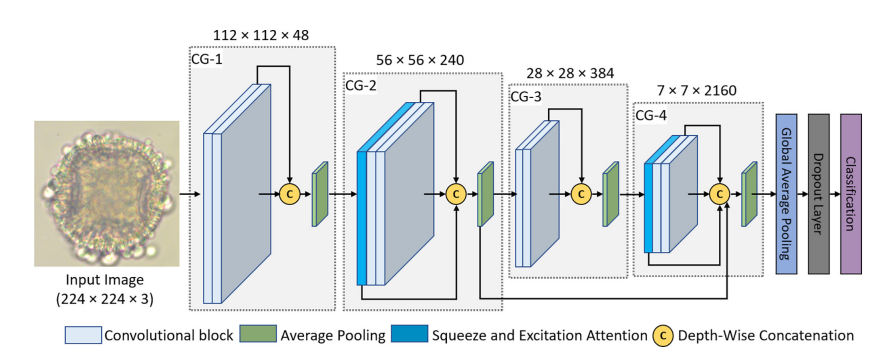 112 × 112 × 48
CG-1
56 × 56 × 240
CG-2
28 × 28 × 384
CG-3
7 × 7 × 2160
CG-4
C
C
C
C
Global Average Pooling
Dropout Layer
Classification
Input Image
(224 × 224 × 3)
Convolutional block
Average Pooling
Squeeze and Excitation Attention
C
Depth-Wise Concatenation